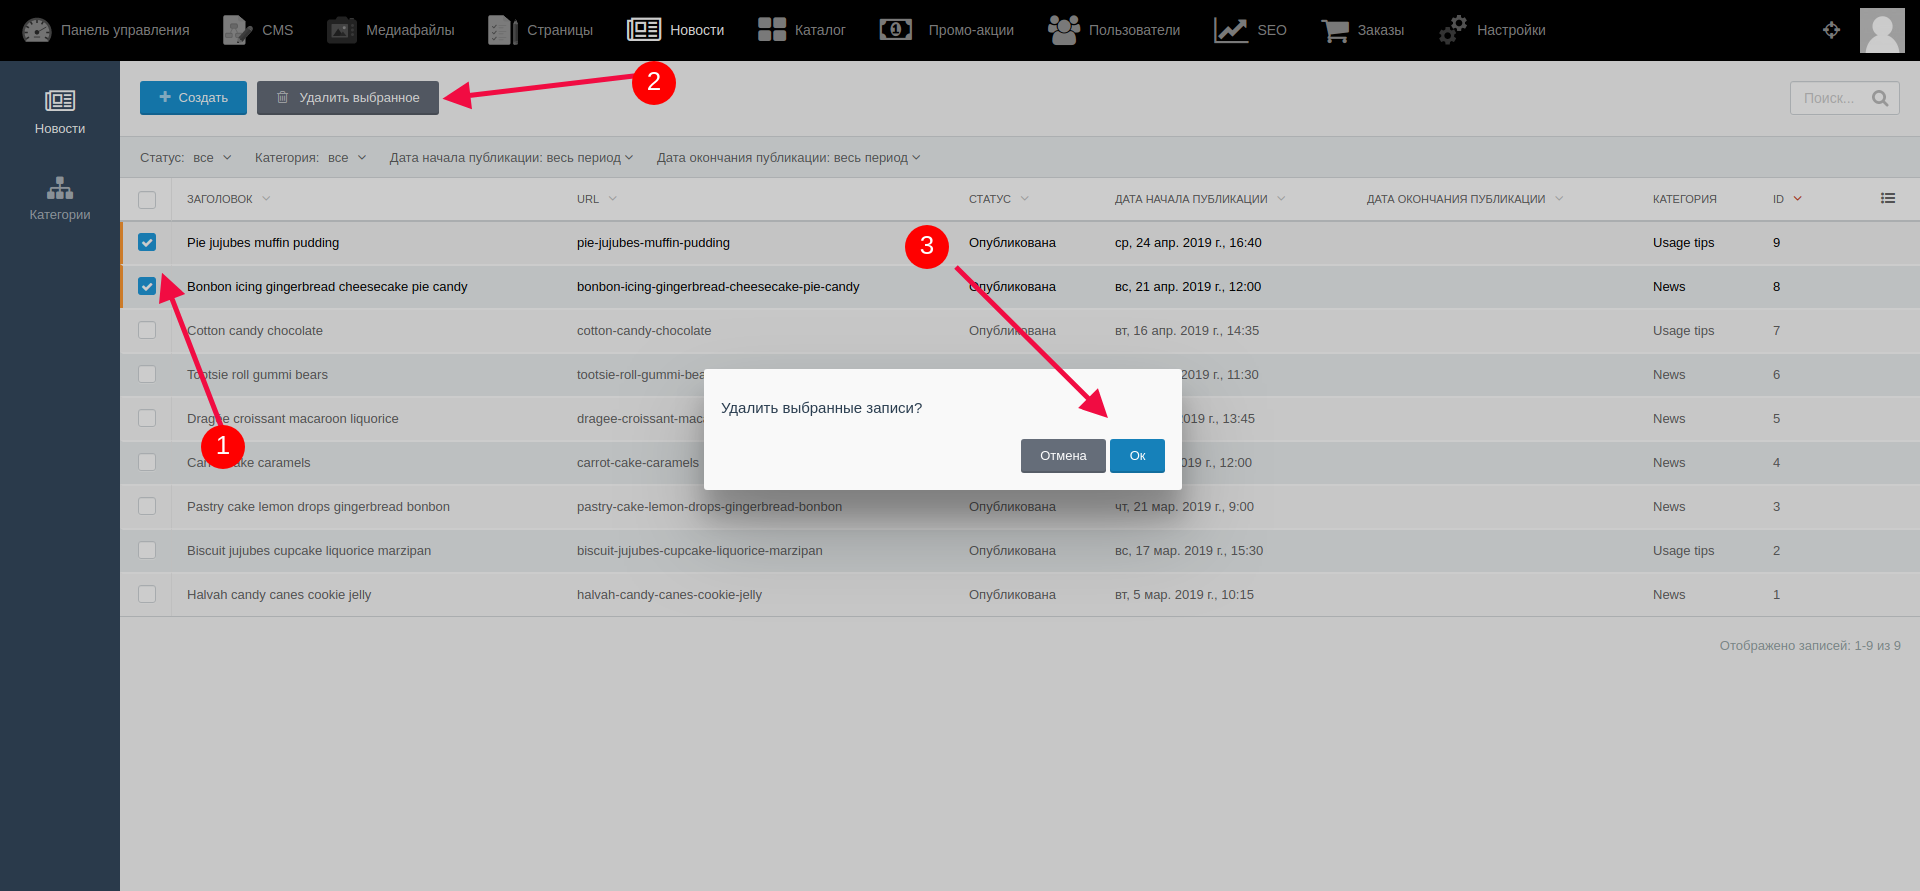 Панель управления CMS Медиафайлы Страницы Новости Каталог Промо-акции Пользователи SEO Заказы Настройки
Новости
Категории
Создать Удалить выбранное 2 Поиск...
Статус: все Категория: все Дата начала публикации: весь период Дата окончания публикации: весь период
ЗАГОЛОВОК URL СТАТУС ДАТА НАЧАЛА ПУБЛИКАЦИИ ДАТА ОКОНЧАНИЯ ПУБЛИКАЦИИ КАТЕГОРИЯ ID
Pie jujubes muffin pudding pie-jujubes-muffin-pudding 3 Опубликована ср, 24 апр. 2019 г., 16:40 Usage tips 9
Bonbon icing gingerbread cheesecake pie candy bonbon-icing-gingerbread-cheesecake-pie-candy Опубликована вс, 21 апр. 2019 г., 12:00 News 8
Cotton candy chocolate cotton-candy-chocolate Опубликована вт, 16 апр. 2019 г., 14:35 Usage tips 7
Tootsie roll gummi bears tootsie-roll-gummi-bea 2019 г., 11:30 News 6
Dragee croissant macaroon liquorice dragee-croissant-mac 2019 г., 13:45 News 5
1 ake caramels carrot-cake-caramels 019 г., 12:00 News 4
Удалить выбранные записи?
Отмена Ок
Pastry cake lemon drops gingerbread bonbon pastry-cake-lemon-drops-gingerbread-bonbon Опубликована чт, 21 мар. 2019 г., 9:00 News 3
Biscuit jujubes cupcake liquorice marzipan biscuit-jujubes-cupcake-liquorice-marzipan Опубликована вс, 17 мар. 2019 г., 15:30 Usage tips 2
Halvah candy canes cookie jelly halvah-candy-canes-cookie-jelly Опубликована вт, 5 мар. 2019 г., 10:15 News 1
Отображено записей: 1-9 из 9